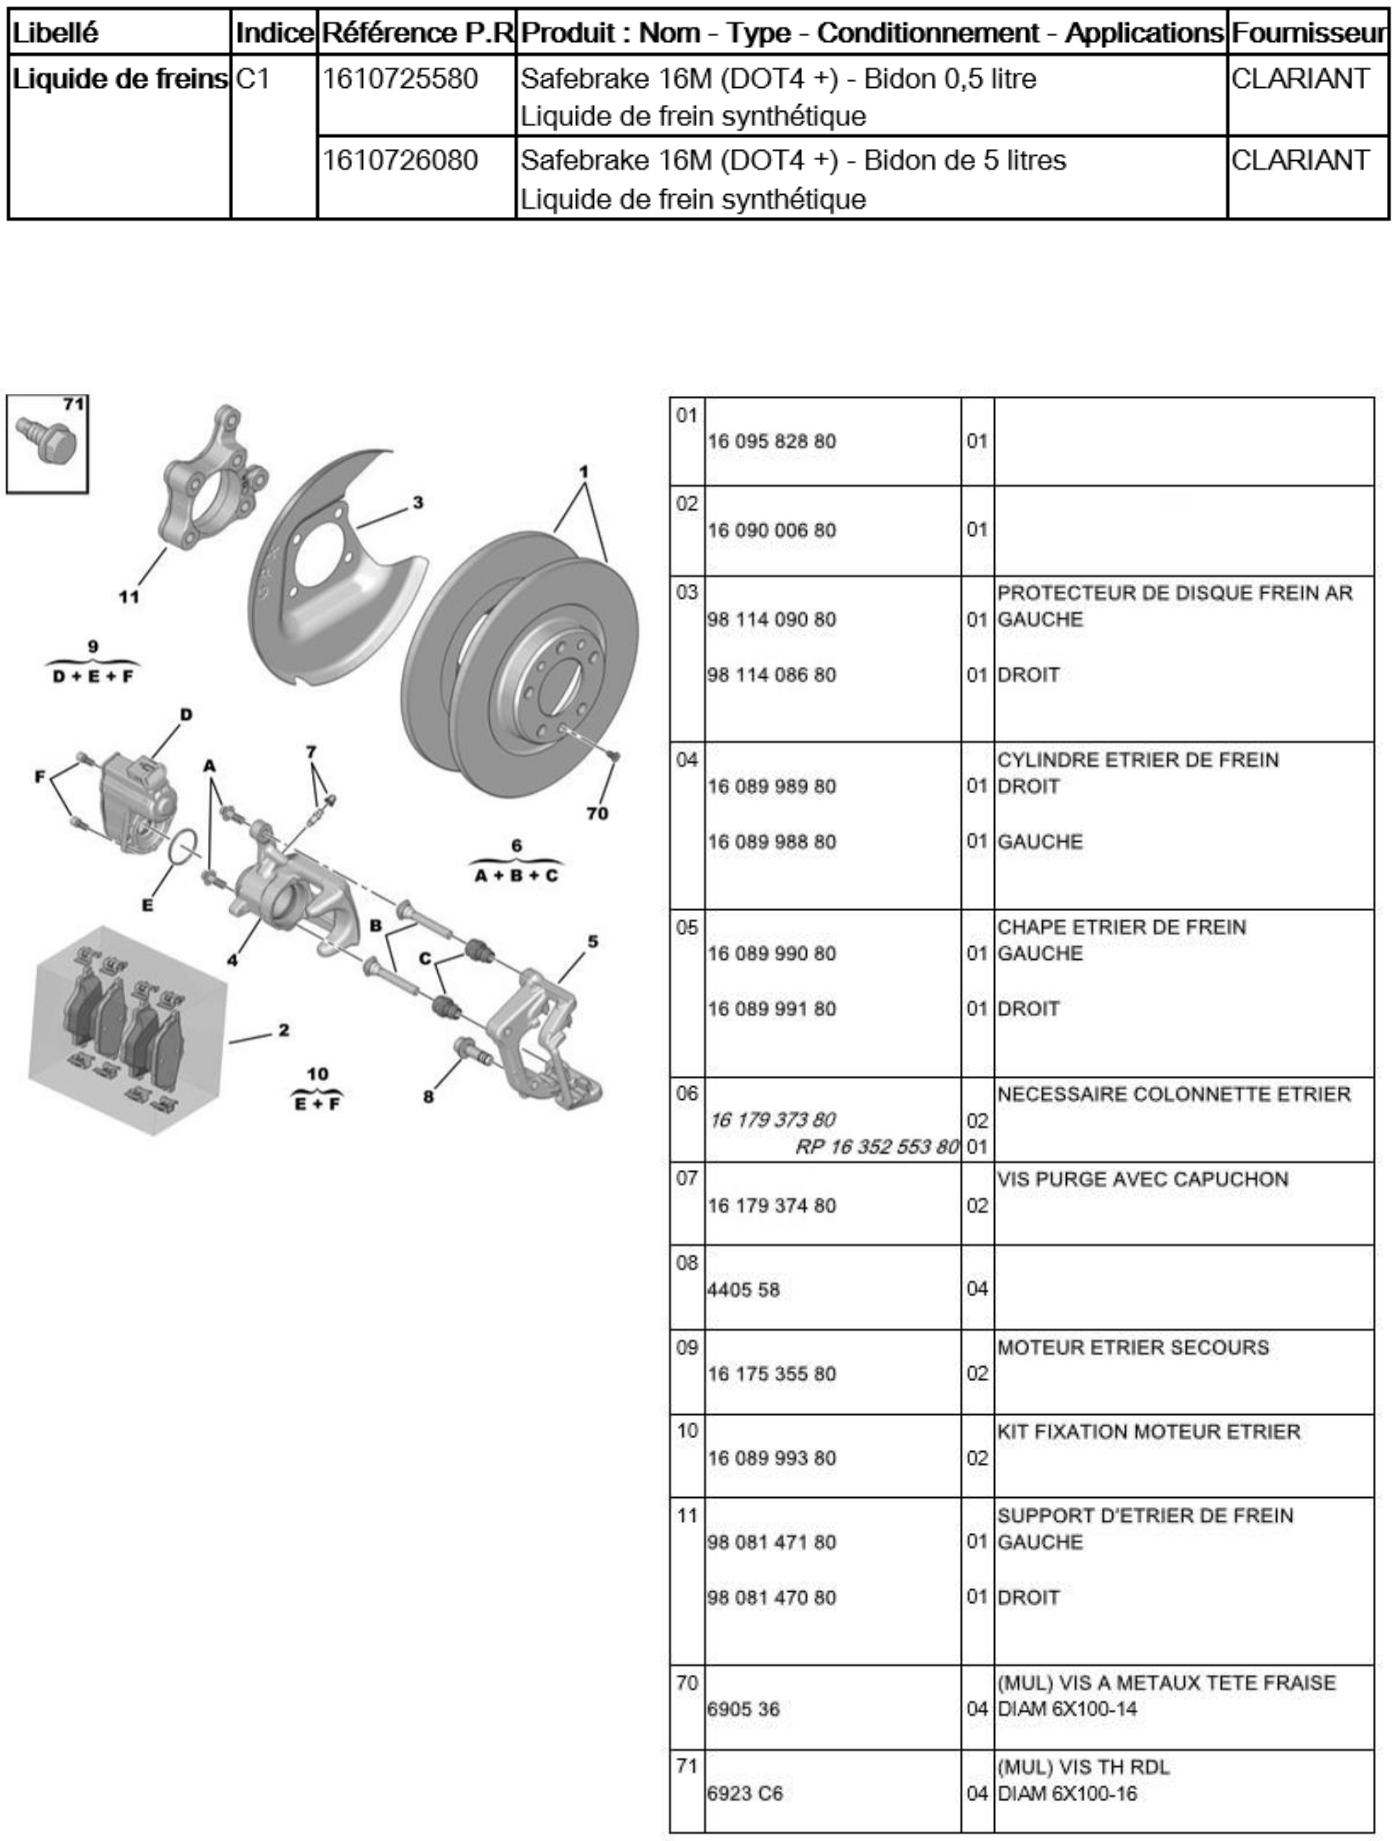 Libellé Indice Référence P.R Produit : Nom - Type - Conditionnement - Applications Fournisseur
Liquide de freins C1 1610725580 Safebrake 16M (DOT4 +) - Bidon 0,5 litre CLARIANT
Liquide de frein synthétique
1610726080 Safebrake 16M (DOT4 +) - Bidon de 5 litres CLARIANT
Liquide de frein synthétique
71
1
3
11
9
D + E + F
D
F
A
7
70
6
A + B + C
E
B
4
C
5
2
10
E + F
8
01
16 095 828 80 01
02
16 090 006 80 01
03 PROTECTEUR DE DISQUE FREIN AR
98 114 090 80 01 GAUCHE
98 114 086 80 01 DROIT
04 CYLINDRE ETRIER DE FREIN
16 089 989 80 01 DROIT
16 089 988 80 01 GAUCHE
05 CHAPE ETRIER DE FREIN
16 089 990 80 01 GAUCHE
16 089 991 80 01 DROIT
06 NECESSAIRE COLONNETTE ETRIER
16 179 373 80 02
RP 16 352 553 80 01
07 VIS PURGE AVEC CAPUCHON
16 179 374 80 02
08
4405 58 04
09 MOTEUR ETRIER SECOURS
16 175 355 80 02
10 KIT FIXATION MOTEUR ETRIER
16 089 993 80 02
11 SUPPORT D'ETRIER DE FREIN
98 081 471 80 01 GAUCHE
98 081 470 80 01 DROIT
70 (MUL) VIS A METAUX TETE FRAISE
6905 36 04 DIAM 6X100-14
71 (MUL) VIS TH RDL
6923 C6 04 DIAM 6X100-16